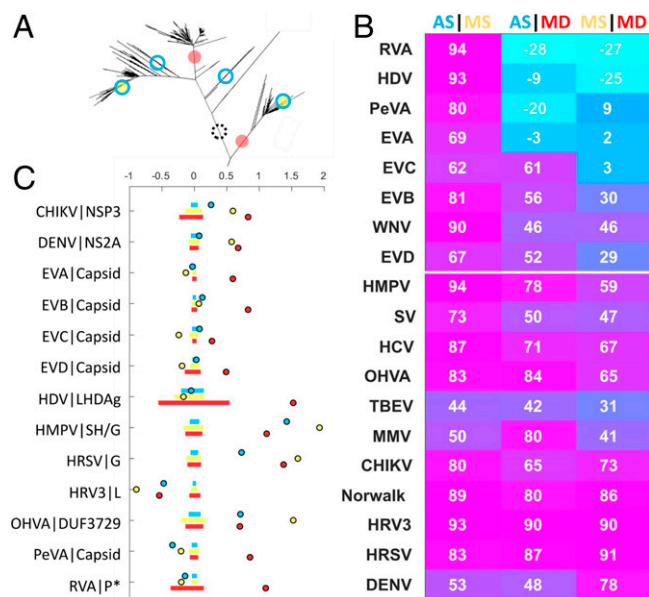 A
B
AS|MS AS|MD MS|MD
RVA 94 -28 -27
HDV 93 -9 -25
PeVA 80 -20 9
EVA 69 -3 2
EVC 62 61 3
EVB 81 56 30
WNV 90 46 46
EVD 67 52 29
HMPV 94 78 59
SV 73 50 47
HCV 87 71 67
OHVA 83 84 65
TBEV 44 42 31
MMV 50 80 41
CHIKV 80 65 73
Norwalk 89 80 86
HRV3 93 90 90
HRSV 83 87 91
DENV 53 48 78
C
-1 -0.5 0 0.5 1 1.5 2
CHIKV|NSP3
DENV|NS2A
EVA|Capsid
EVB|Capsid
EVC|Capsid
EVD|Capsid
HDV|LHDAg
HMPV|SH/G
HRSV|G
HRV3|L
OHVA|DUF3729
PeVA|Capsid
RVA|P*